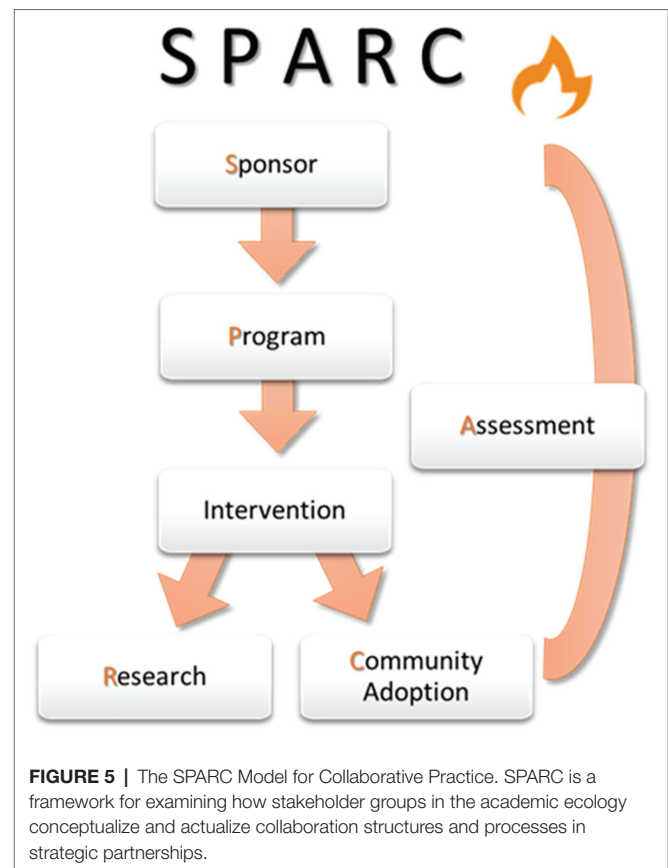 S P A R C
Sponsor
Program
Assessment
Intervention
Research
Community
Adoption
FIGURE 5 | The SPARC Model for Collaborative Practice. SPARC is a
framework for examining how stakeholder groups in the academic ecology
conceptualize and actualize collaboration structures and processes in
strategic partnerships.